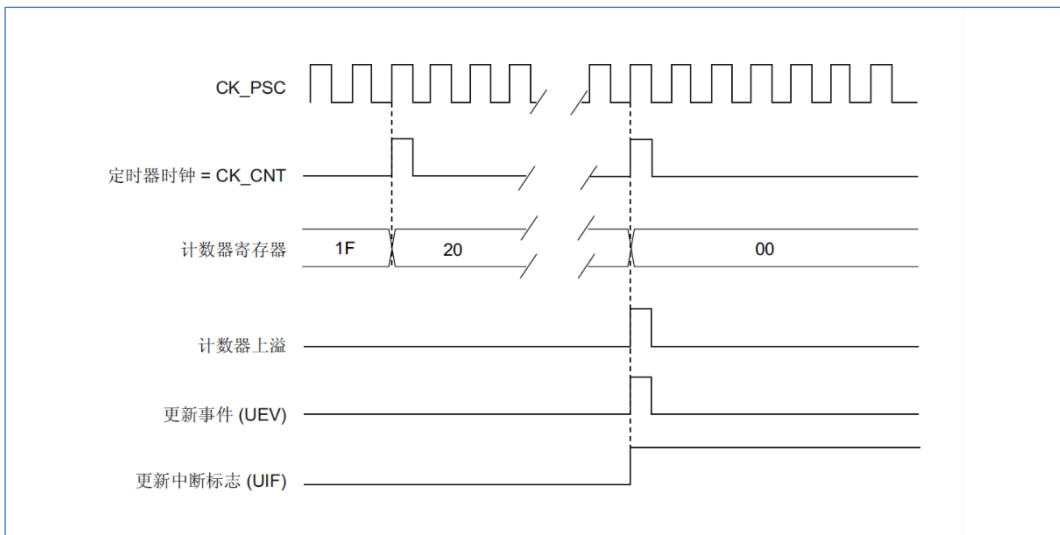 CK_PSC
定时器时钟 = CK_CNT
计数器寄存器 1F 20 00
计数器上溢
更新事件 (UEV)
更新中断标志 (UIF)